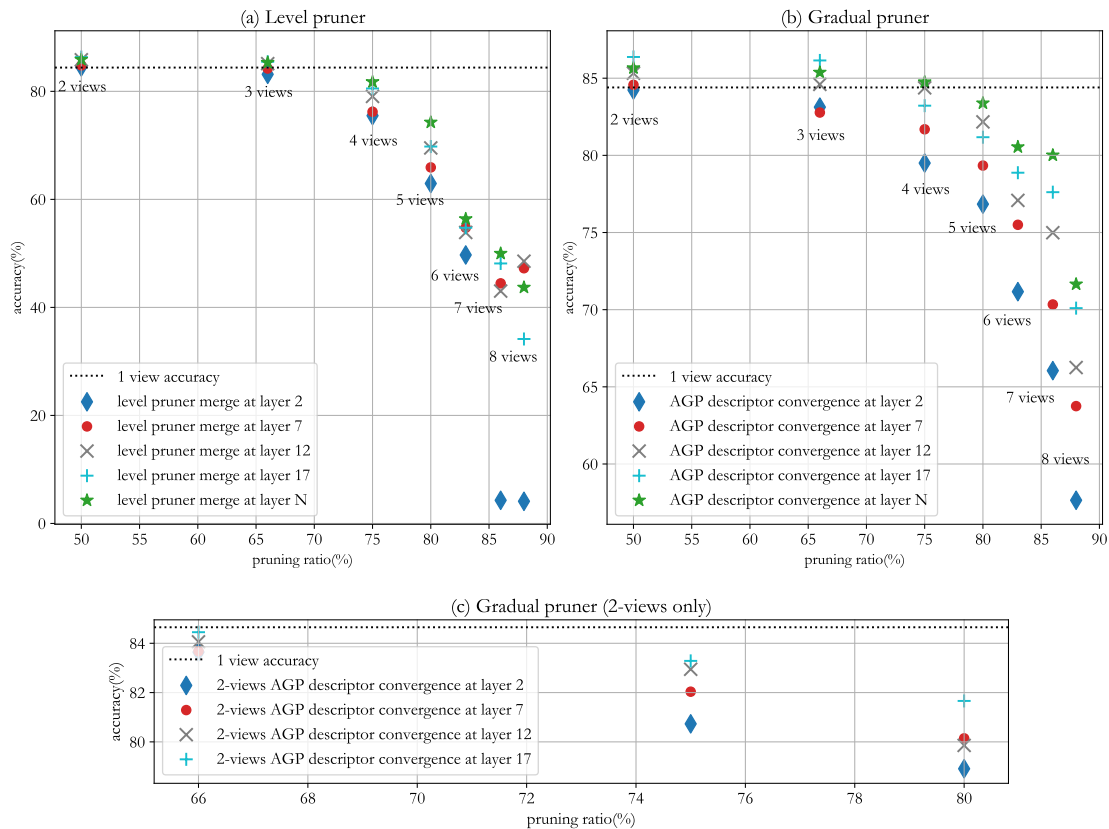 (a) Level pruner
accuracy(%)
80
60
40
20
0
2 views
3 views
4 views
5 views
6 views
7 views
8 views
1 view accuracy
level pruner merge at layer 2
level pruner merge at layer 7
level pruner merge at layer 12
level pruner merge at layer 17
level pruner merge at layer N
50 55 60 65 70 75 80 85 90
pruning ratio(%)
(b) Gradual pruner
accuracy(%)
85
80
75
70
65
60
2 views
3 views
4 views
5 views
6 views
7 views
8 views
1 view accuracy
AGP descriptor convergence at layer 2
AGP descriptor convergence at layer 7
AGP descriptor convergence at layer 12
AGP descriptor convergence at layer 17
AGP descriptor convergence at layer N
50 55 60 65 70 75 80 85 90
pruning ratio(%)
(c) Gradual pruner (2-views only)
accuracy(%)
84
82
80
1 view accuracy
2-views AGP descriptor convergence at layer 2
2-views AGP descriptor convergence at layer 7
2-views AGP descriptor convergence at layer 12
2-views AGP descriptor convergence at layer 17
66 68 70 72 74 76 78 80
pruning ratio(%)